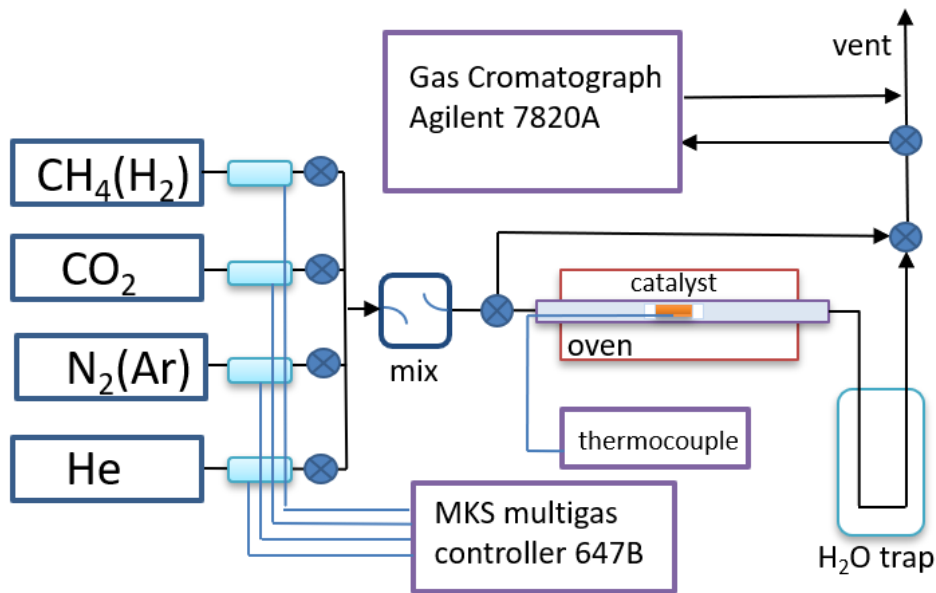 vent
Gas Cromatograph
Agilent 7820A
CH₄(H₂)
CO₂
N₂(Ar)
He
mix
catalyst
oven
thermocouple
MKS multigas
controller 647B
H₂O trap